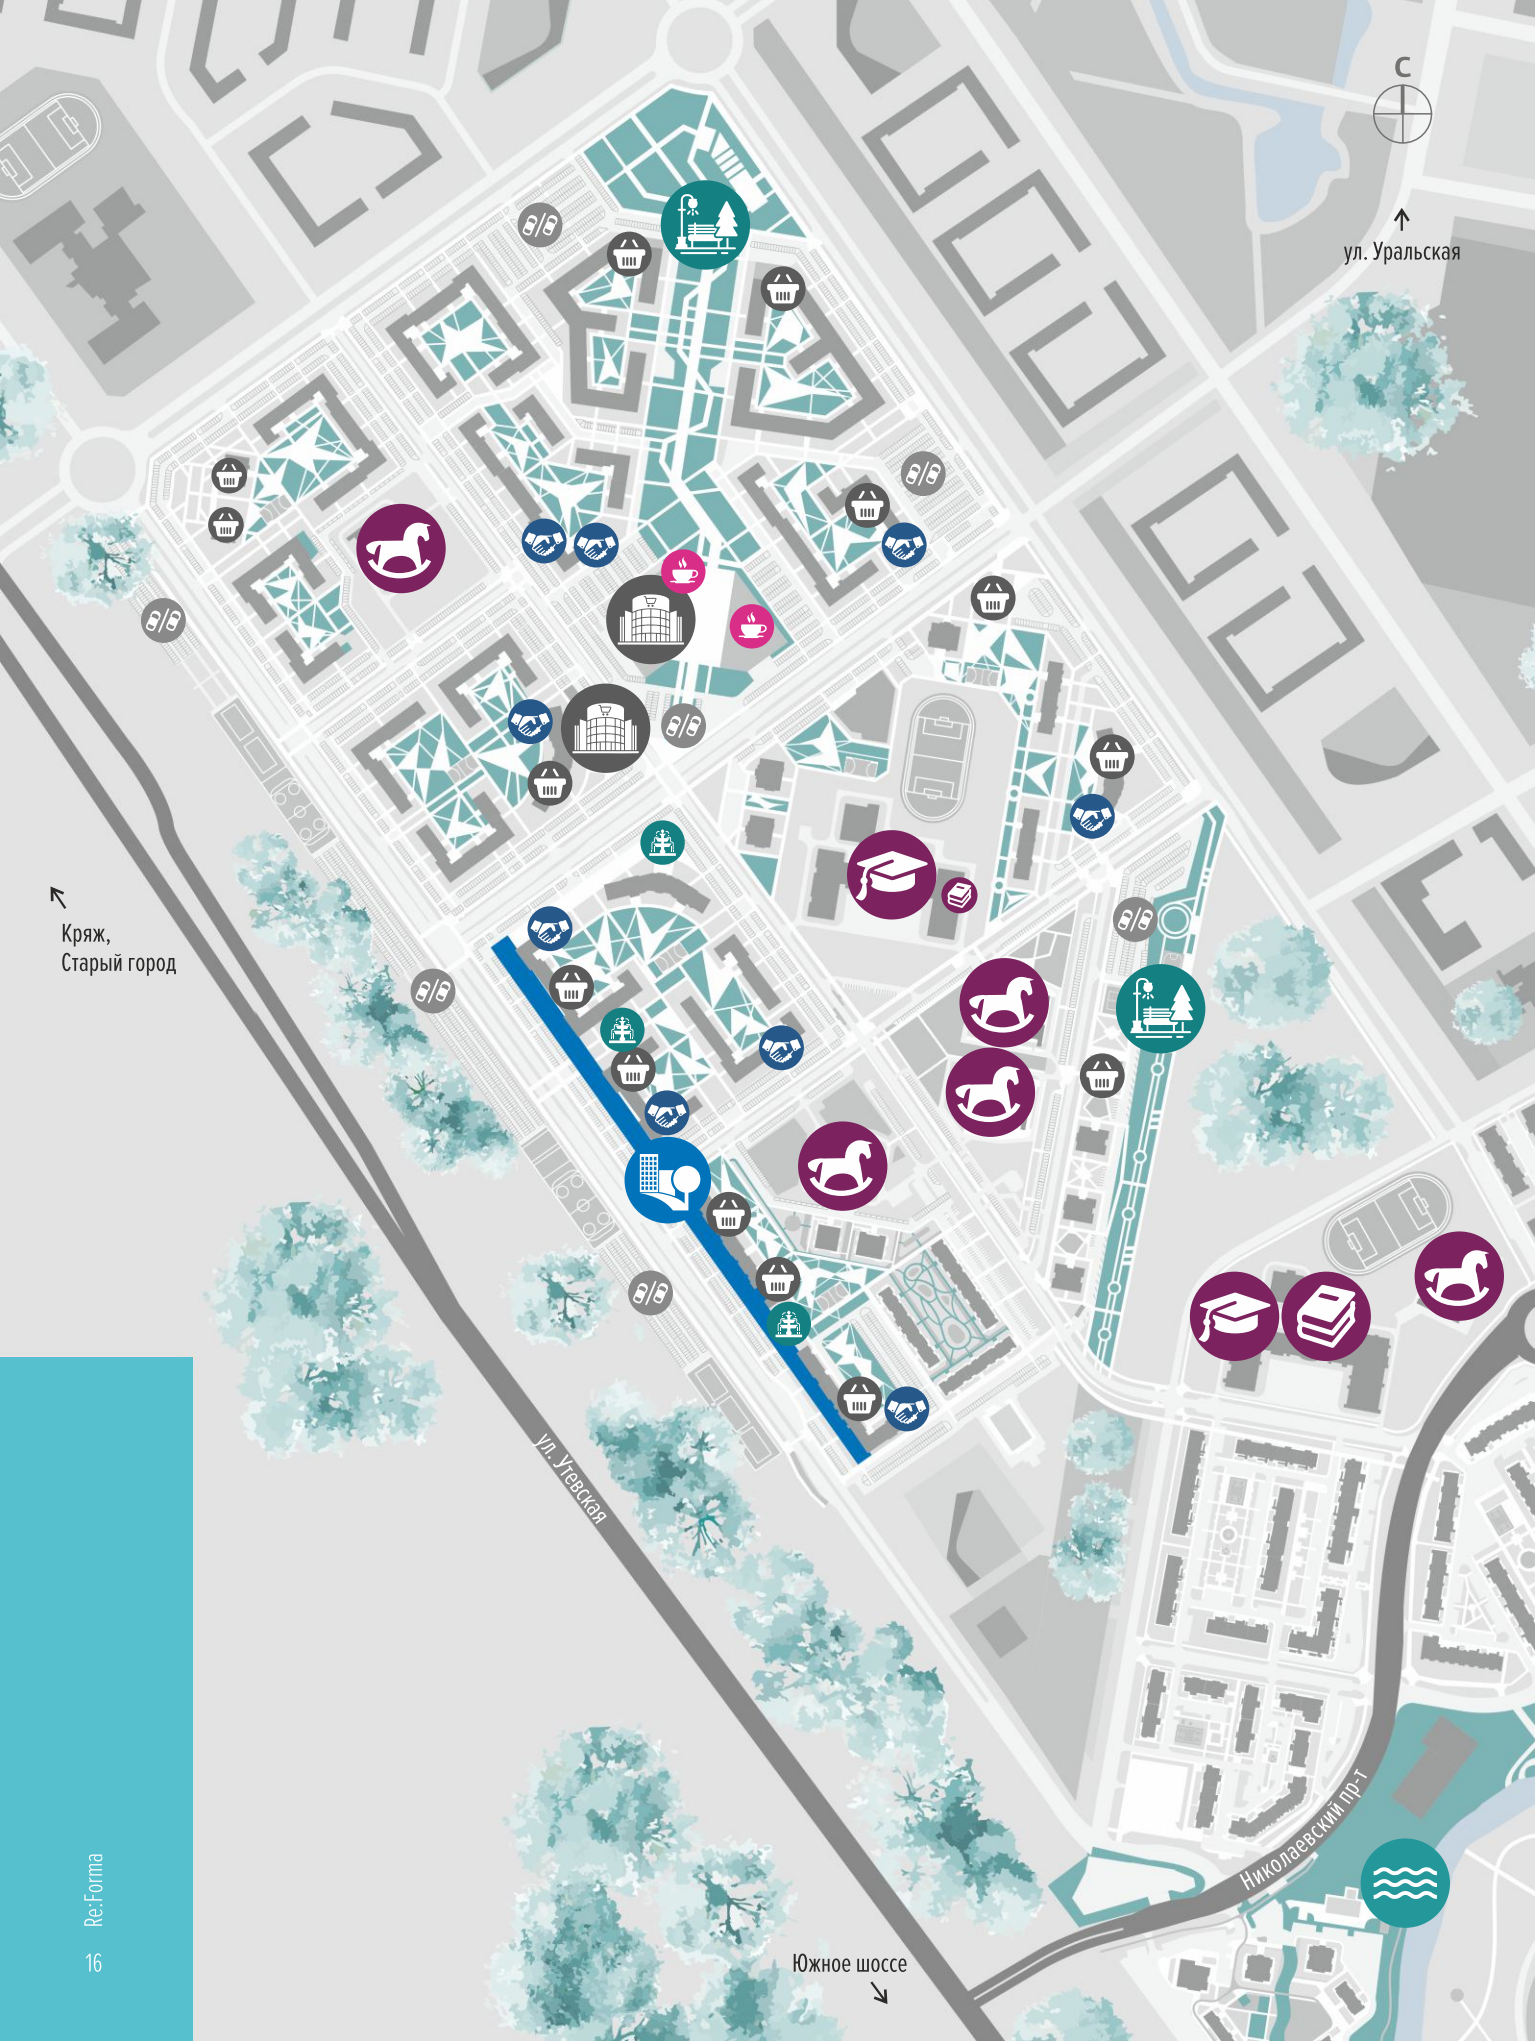 С
ул. Уральская
Кряж,
Старый город
ул. Утевская
Николаевский пр-т
Южное шоссе
Re:Forma
16